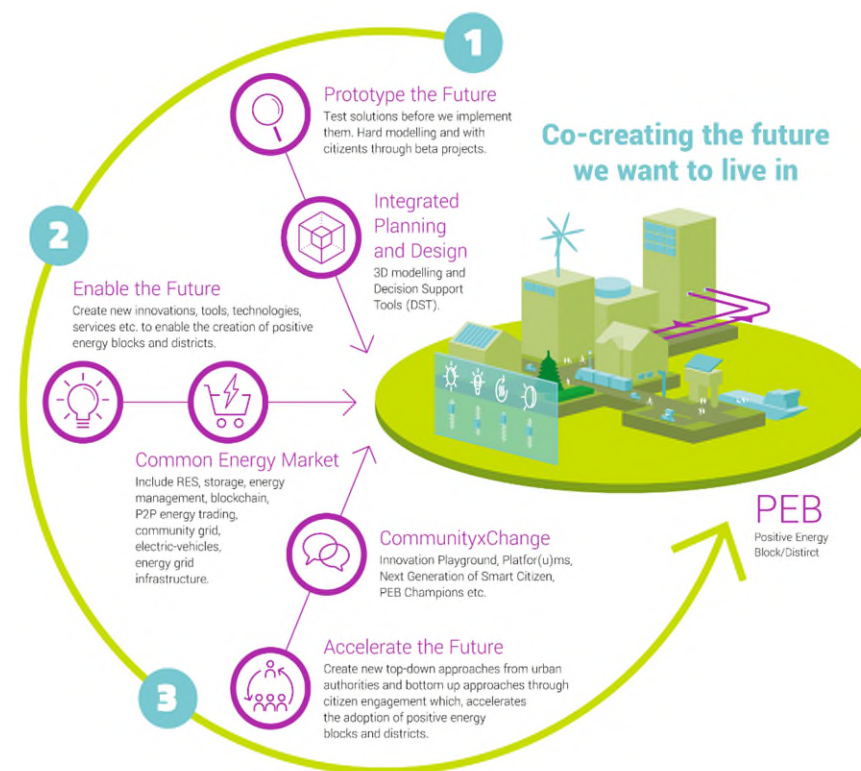 1
Prototype the Future
Test solutions before we implement
them. Hard modelling and with
citizents through beta projects.
Co-creating the future
we want to live in
Integrated
Planning
and Design
3D modelling and
Decision Support
Tools (DST).
2
Enable the Future
Create new innovations, tools, technologies,
services etc. to enable the creation of positive
energy blocks and districts.
Common Energy Market
Include RES, storage, energy
management, blockchain,
P2P energy trading,
community grid,
electric-vehicles,
energy grid
infrastructure.
CommunityxChange
Innovation Playground, Platfor(u)ms,
Next Generation of Smart Citizen,
PEB Champions etc.
PEB
Positive Energy
Block/Distirct
3
Accelerate the Future
Create new top-down approaches from urban
authorities and bottom up approaches through
citizen engagement which, accelerates
the adoption of positive energy
blocks and districts.